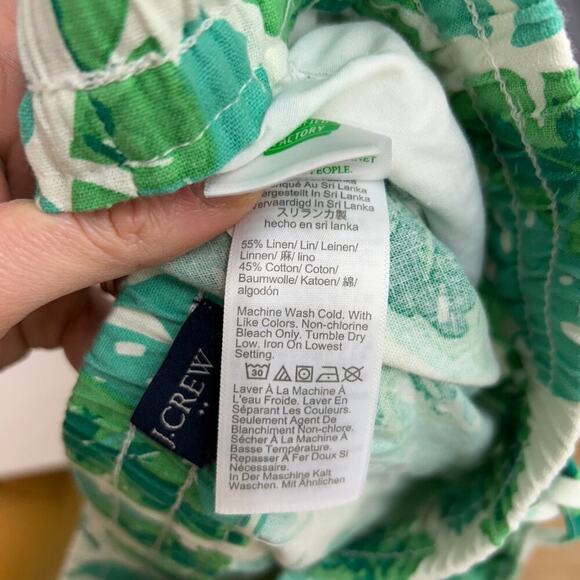 FACTORY
PEOPLE.
Au Sri Lanka
in Sri Lanka
vervaardigd in Sri Lanka
スリランカ製
hecho en sri lanka
55% Linen/ Lin/ Leinen/
Linnen/ 麻/ lino
45% Cotton/ Coton/
Baumwolle/ Katoen/ 綿/
algodón
Machine Wash Cold. With
Like Colors. Non-chlorine
Bleach Only. Tumble Dry
Low. Iron On Lowest
Setting.
30
Laver À La Machine À
L'eau Froide. Laver En
Séparant Les Couleurs.
Seulement Agent De
Blanchiment Non-chlore.
Sécher À La Machine À
Basse Température.
Repasser À Fer Doux Si
Nécessaire.
In Der Maschine Kalt
Waschen. Mit Ähnlichen
J.CREW